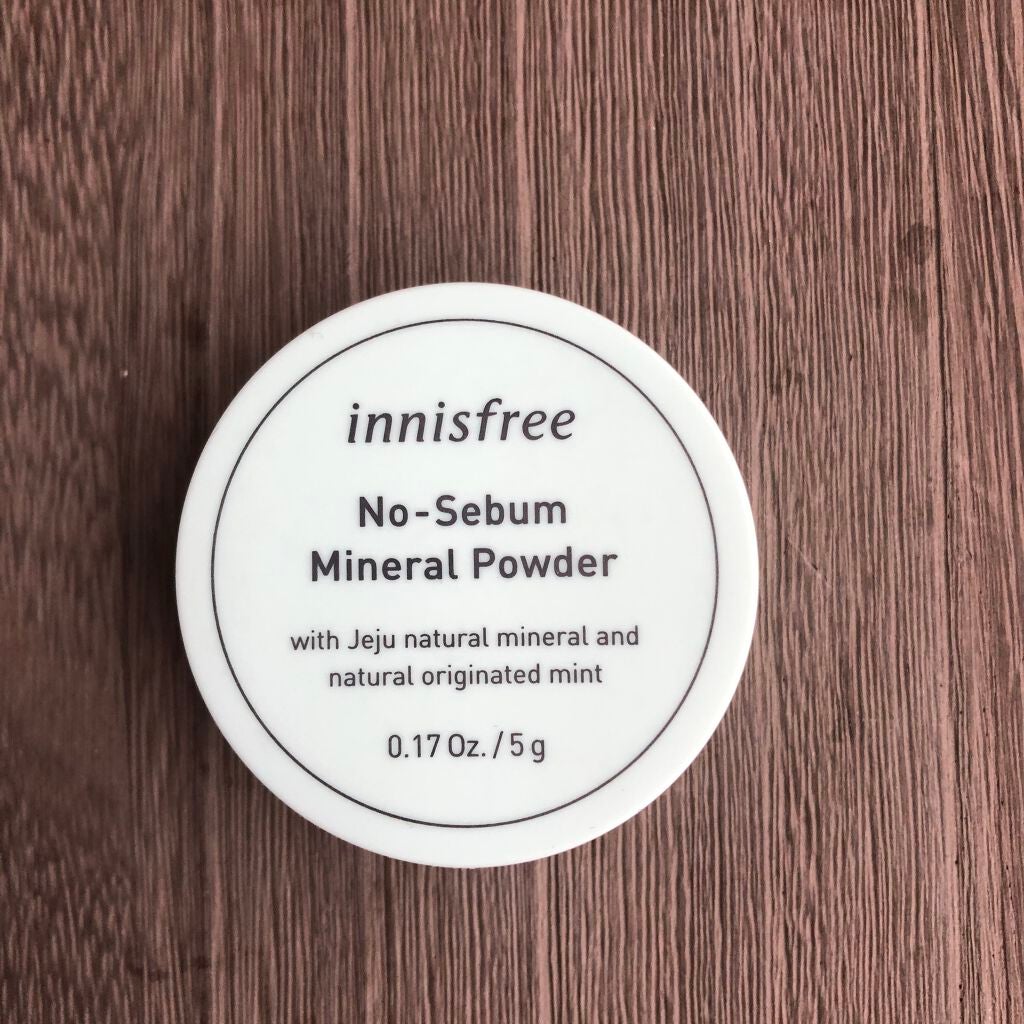 innisfree
No-Sebum
Mineral Powder
with Jeju natural mineral and
natural originated mint
0.17 Oz. / 5 g